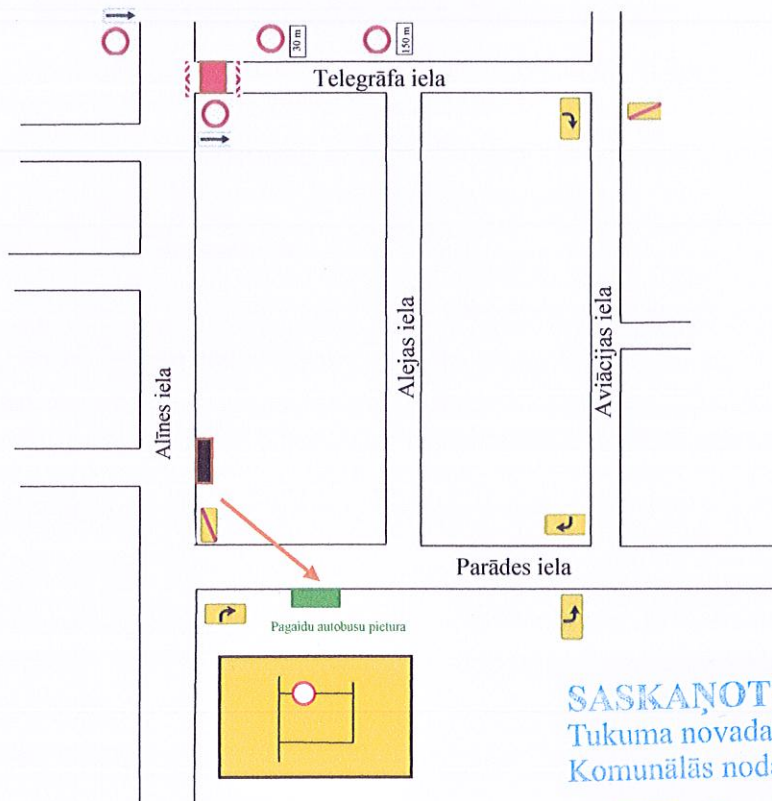 30 m
150 m
Telegrāfa iela
Alejas iela
Aviācijas iela
Alīnes iela
Parādes iela
Pagaidu autobusu pictura
SASKAŅOT
Tukuma novada
Komunālās noda